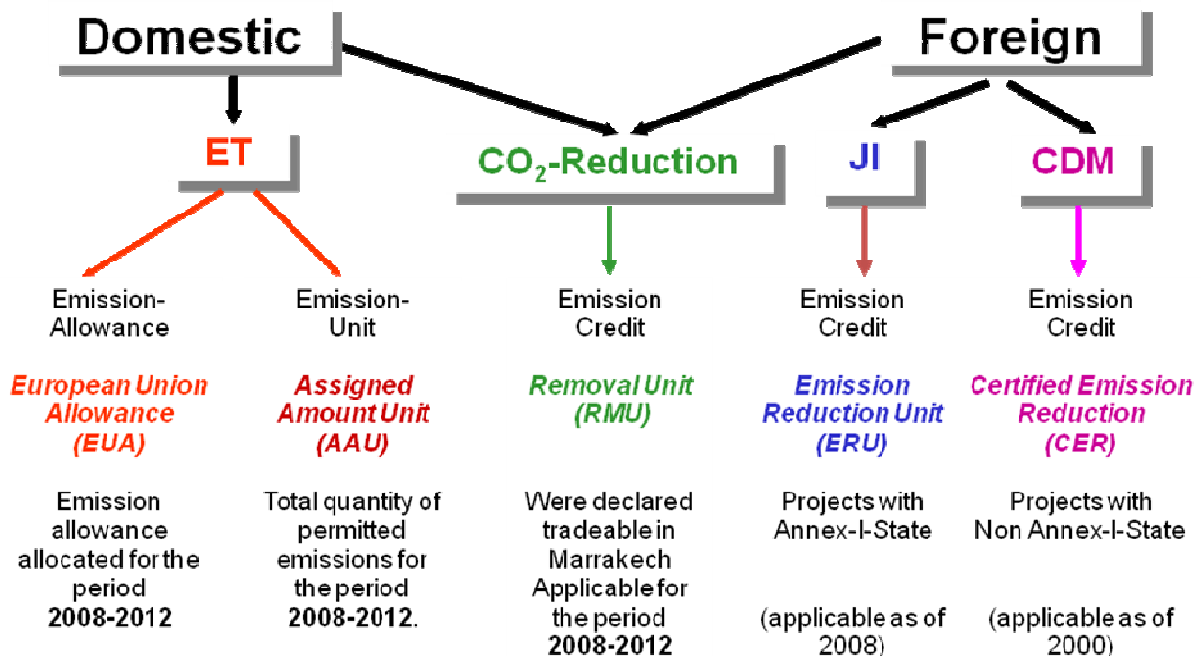 Domestic
Foreign
ET
CO₂-Reduction
JI
CDM
Emission-
Allowance
European Union
Allowance
(EUA)
Emission
allowance
allocated for the
period
2008-2012
Emission-
Unit
Assigned
Amount Unit
(AAU)
Total quantity of
permitted
emissions for
the period
2008-2012.
Emission
Credit
Removal Unit
(RMU)
Were declared
tradeable in
Marrakech
Applicable for
the period
2008-2012
Emission
Credit
Emission
Reduction Unit
(ERU)
Projects with
Annex-I-State
(applicable as of
2008)
Emission
Credit
Certified Emission
Reduction
(CER)
Projects with
Non Annex-I-State
(applicable as of
2000)